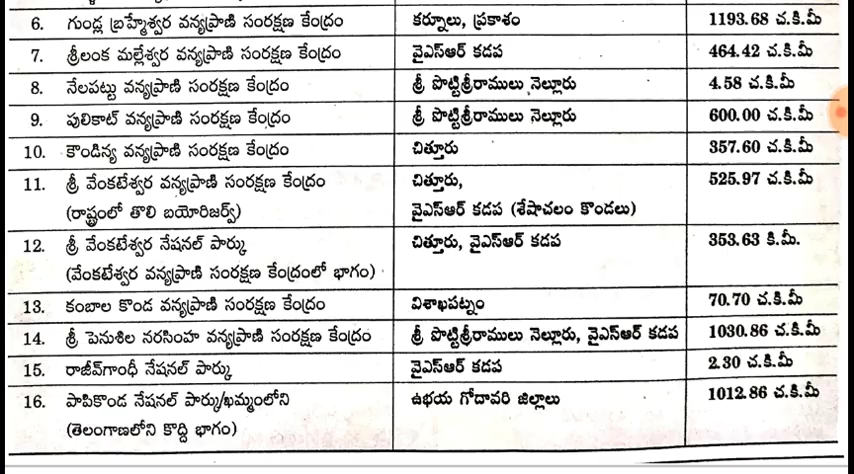 6. గుండ్ల బ్రహ్మేశ్వర వన్యప్రాణి సంరక్షణ కేంద్రం కర్నూలు, ప్రకాశం 1193.68 చ.కి.మీ
7. శ్రీలంక మల్లేశ్వర వన్యప్రాణి సంరక్షణ కేంద్రం వైఎస్ఆర్ కడప 464.42 చ.కి.మీ
8. నేలపట్టు వన్యప్రాణి సంరక్షణ కేంద్రం శ్రీ పొట్టిశ్రీరాములు నెల్లూరు 4.58 చ.కి.మీ
9. పులికాట్ వన్యప్రాణి సంరక్షణ కేంద్రం శ్రీ పొట్టిశ్రీరాములు నెల్లూరు 600.00 చ.కి.మీ
10. కౌండిన్య వన్యప్రాణి సంరక్షణ కేంద్రం చిత్తూరు 357.60 చ.కి.మీ
11. శ్రీ వేంకటేశ్వర వన్యప్రాణి సంరక్షణ కేంద్రం చిత్తూరు, 525.97 చ.కి.మీ
(రాష్ట్రంలో తొలి బయోరిజర్వ్) వైఎస్ఆర్ కడప (శేషాచలం కొండలు)
12. శ్రీ వేంకటేశ్వర నేషనల్ పార్కు చిత్తూరు, వైఎస్ఆర్ కడప 353.63 కి.మీ.
(వేంకటేశ్వర వన్యప్రాణి సంరక్షణ కేంద్రంలో భాగం)
13. కంబాల కొండ వన్యప్రాణి సంరక్షణ కేంద్రం విశాఖపట్నం 70.70 చ.కి.మీ
14. శ్రీ పెనుశిల నరసింహ వన్యప్రాణి సంరక్షణ కేంద్రం శ్రీ పొట్టిశ్రీరాములు నెల్లూరు, వైఎస్ఆర్ కడప 1030.86 చ.కి.మీ
15. రాజీవ్‌గాంధీ నేషనల్ పార్కు వైఎస్ఆర్ కడప 2.30 చ.కి.మీ
16. పాపికొండ నేషనల్ పార్కు/ఖమ్మంలోని ఉభయ గోదావరి జిల్లాలు 1012.86 చ.కి.మీ
(తెలంగాణలోని కొద్ది భాగం)